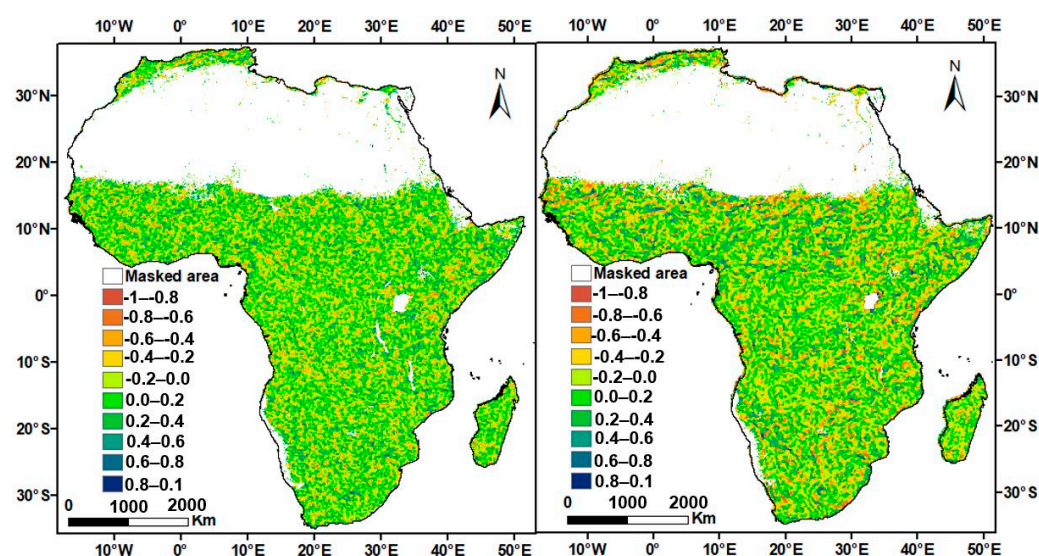 10°W 0° 10°E 20°E 30°E 40°E 50°E 10°W 0° 10°E 20°E 30°E 40°E 50°E
N N
30°N 30°N
20°N 20°N
10°N 10°N
Masked area Masked area
0° 0°
-1--0.8 -1--0.8
-0.8--0.6 -0.8--0.6
-0.6--0.4 -0.6--0.4
-0.4--0.2 -0.4--0.2
10°S 10°S
-0.2--0.0 -0.2--0.0
0.0--0.2 0.0--0.2
0.2--0.4 0.2--0.4
20°S 20°S
0.4--0.6 0.4--0.6
0.6--0.8 0.6--0.8
0.8--0.1 0.8--0.1
30°S 30°S
0 1000 2000 0 1000 2000
Km Km
10°W 0° 10°E 20°E 30°E 40°E 50°E 10°W 0° 10°E 20°E 30°E 40°E 50°E